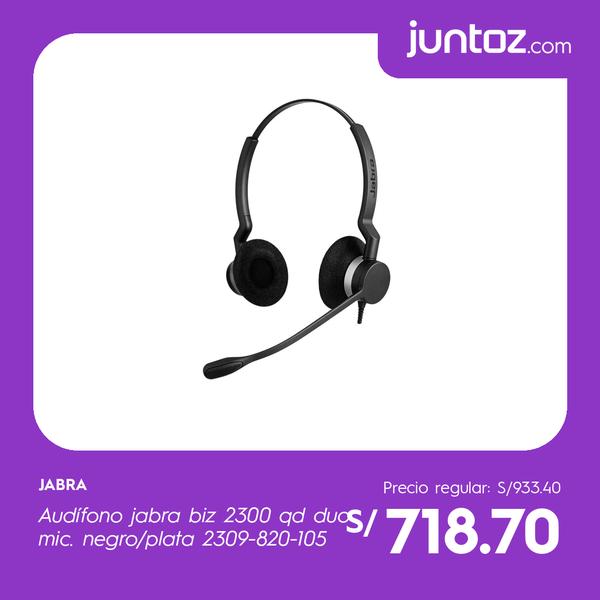 juntoz.com
Jabra
JABRA
Precio regular: S/933.40
Audífono jabra biz 2300 qd duo
mic. negro/plata 2309-820-105
S/ 718.70